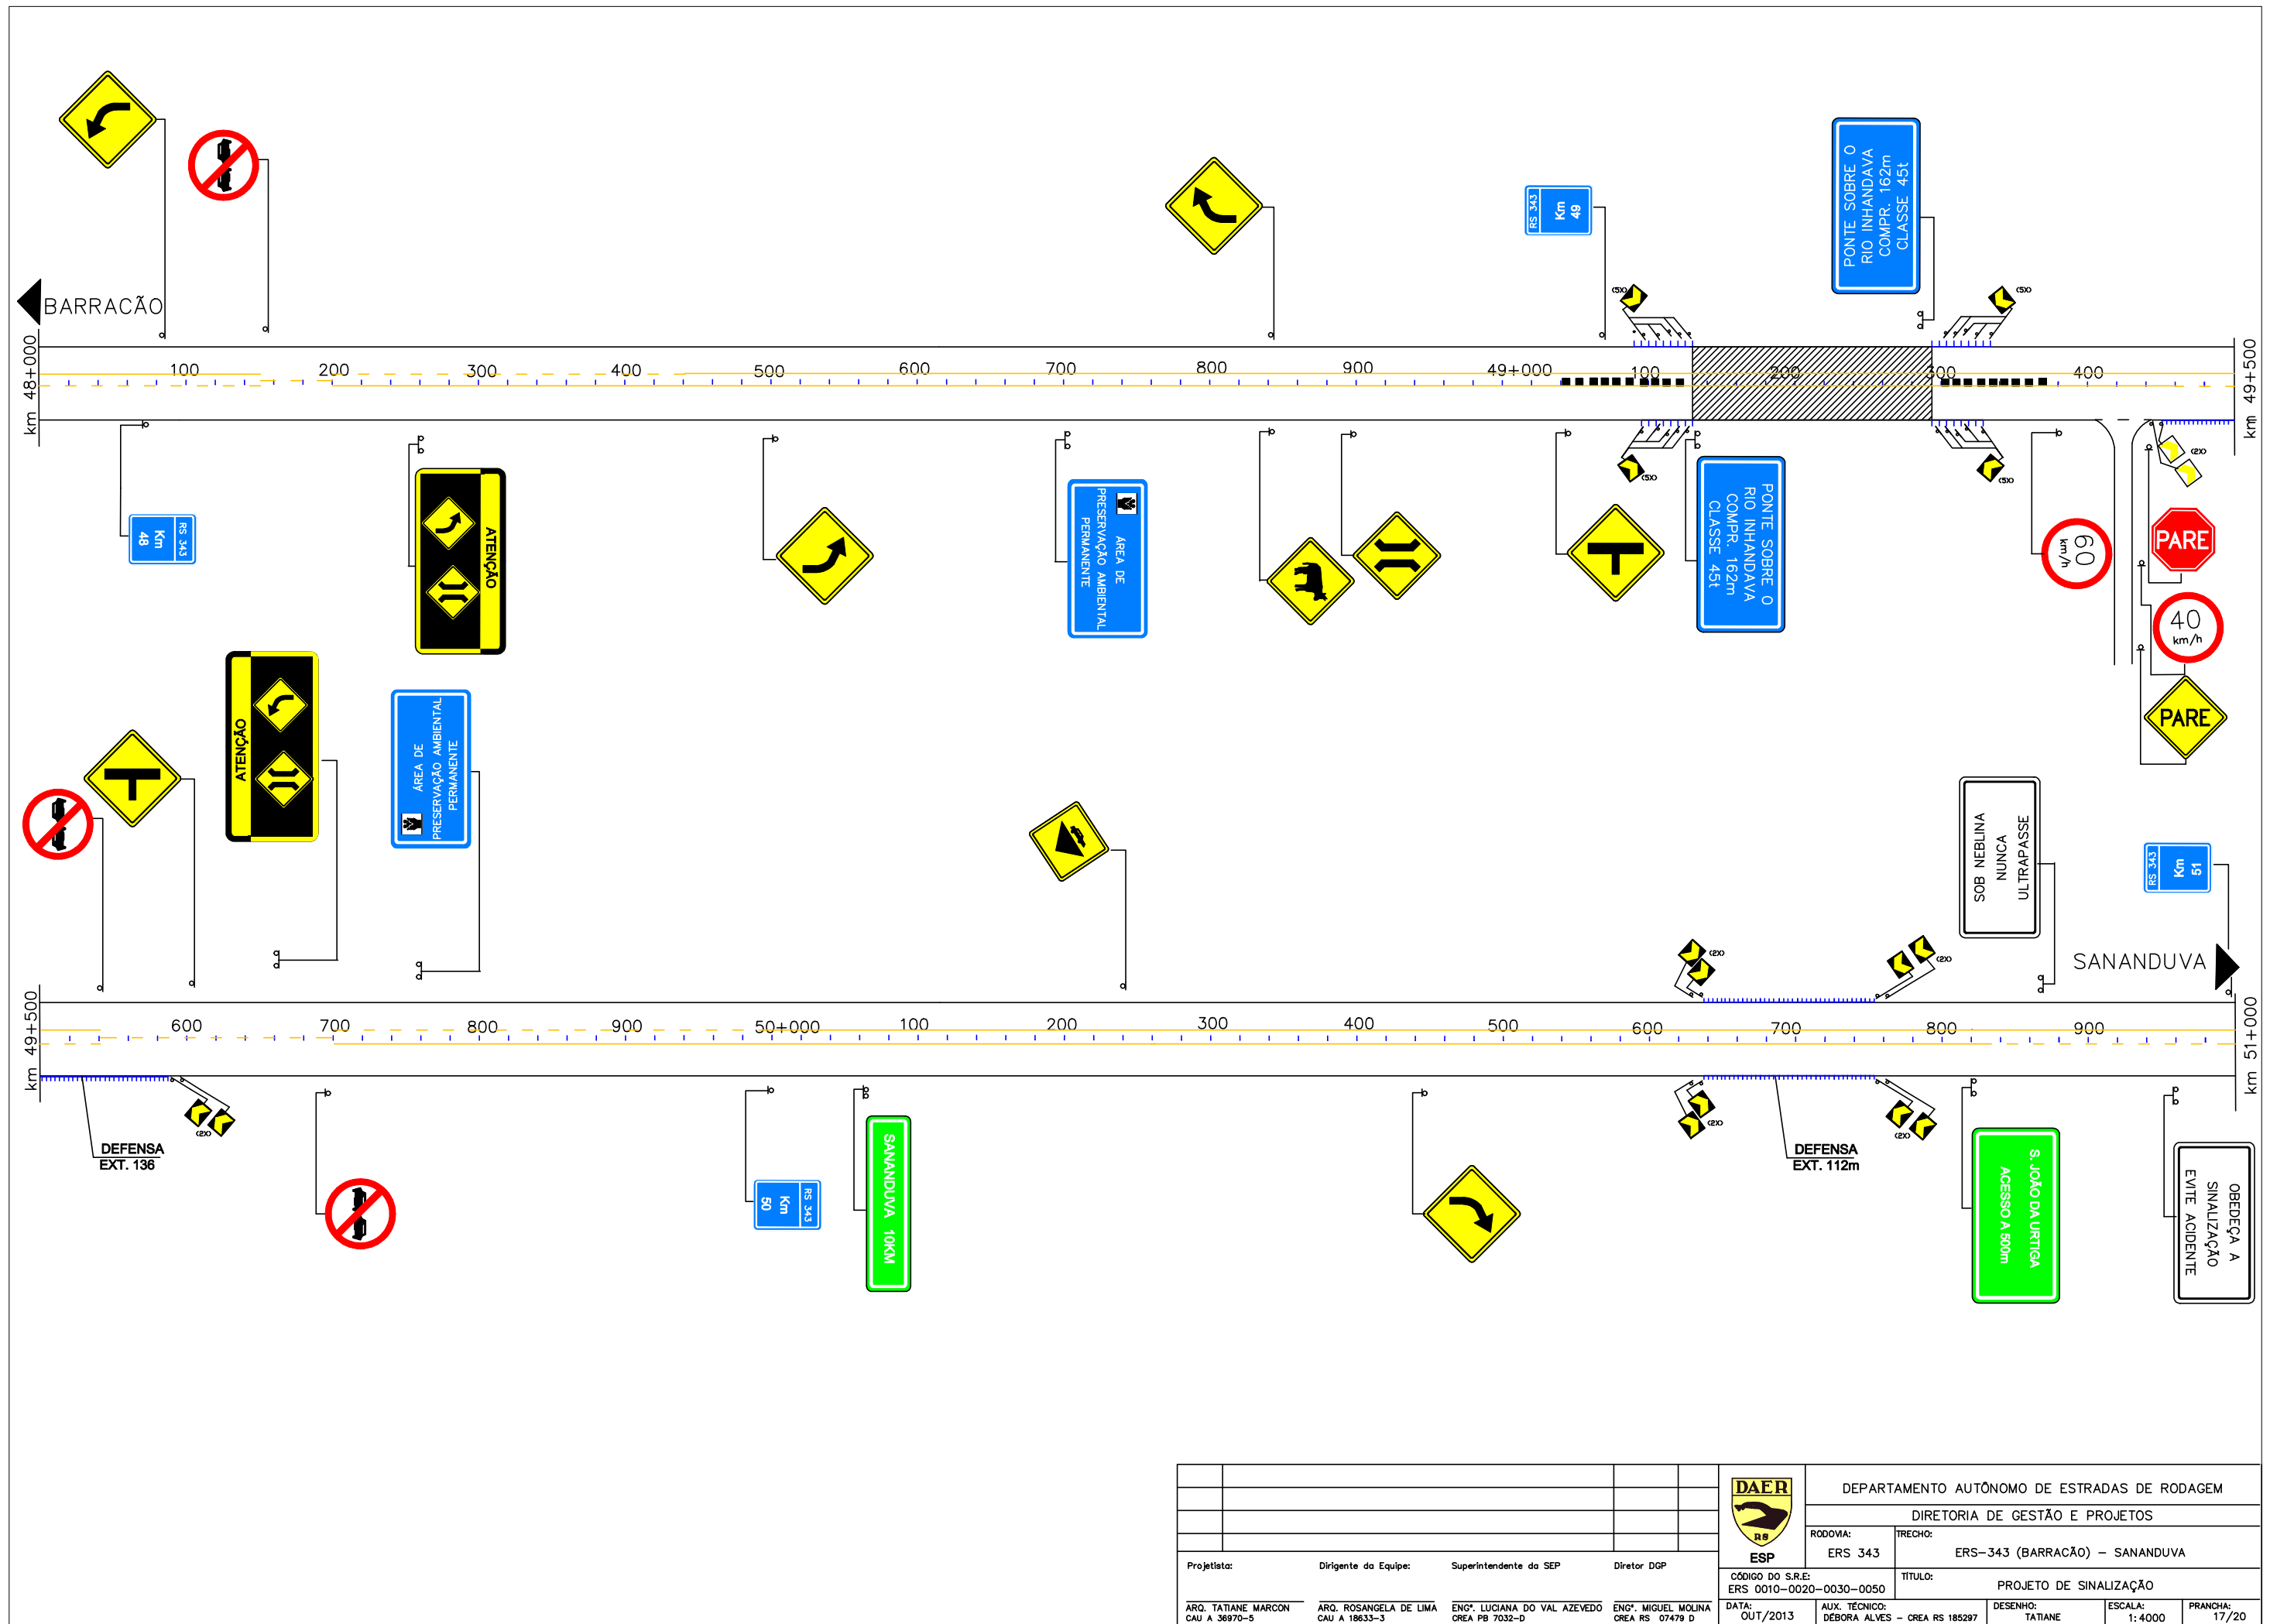 BARRACÃO
km 48+000
100
200
300
400
500
600
700
800
900
49+000
100
200
300
400
km 49+500
RS 343
Km
49
PONTE SOBRE O
RIO INHANDAVA
COMPR. 162m
CLASSE 45t
(5X)
(5X)
(5X)
(5X)
(2X)
RS 343
Km
48
ATENÇÃO
ÁREA DE
PRESERVAÇÃO AMBIENTAL
PERMANENTE
PONTE SOBRE O
RIO INHANDAVA
COMPR. 162m
CLASSE 45t
60
km/h
PARE
40
km/h
PARE
ATENÇÃO
ÁREA DE
PRESERVAÇÃO AMBIENTAL
PERMANENTE
SOB NEBLINA
NUNCA
ULTRAPASSE
RS 343
Km
51
SANANDUVA
(2X)
(2X)
km 49+500
600
700
800
900
50+000
100
200
300
400
500
600
700
800
900
km 51+000
(2X)
(2X)
(2X)
DEFENSA
EXT. 136
RS 343
Km
50
SANANDUVA 10KM
DEFENSA
EXT. 112m
S. JOÃO DA URTIGA
ACESSO A 500m
OBEDEÇA A
SINALIZAÇÃO
EVITE ACIDENTE
DAER
RS
ESP
DEPARTAMENTO AUTÔNOMO DE ESTRADAS DE RODAGEM
DIRETORIA DE GESTÃO E PROJETOS
RODOVIA:
ERS 343
TRECHO:
ERS-343 (BARRACÃO) - SANANDUVA
CÓDIGO DO S.R.E:
ERS 0010-0020-0030-0050
TÍTULO:
PROJETO DE SINALIZAÇÃO
DATA:
OUT/2013
AUX. TÉCNICO:
DÉBORA ALVES - CREA RS 185297
DESENHO:
TATIANE
ESCALA:
1:4000
PRANCHA:
17/20
Projetista:
ARQ. TATIANE MARCON
CAU A 36970-5
Dirigente da Equipe:
ARQ. ROSANGELA DE LIMA
CAU A 18633-3
Superintendente da SEP
ENGª. LUCIANA DO VAL AZEVEDO
CREA PB 7032-D
Diretor DGP
ENGº. MIGUEL MOLINA
CREA RS 07479 D